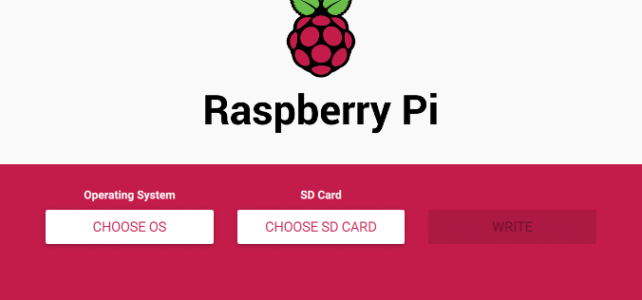 Raspberry Pi
Operating System
SD Card
CHOOSE OS
CHOOSE SD CARD
WRITE